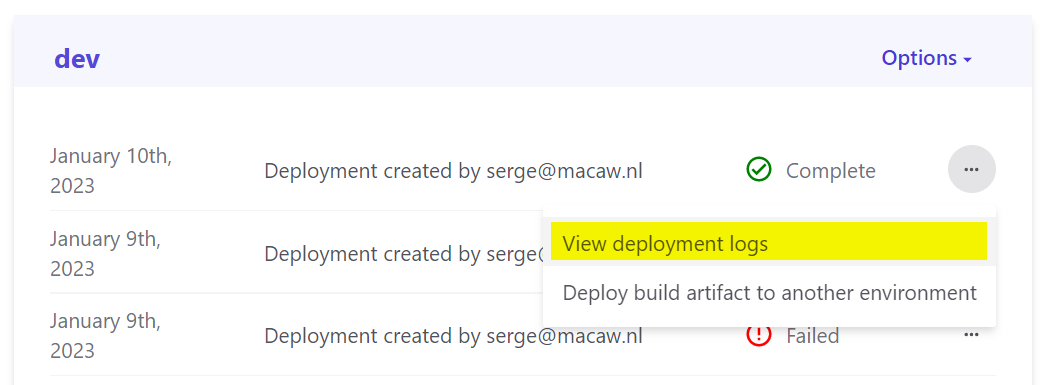 dev
Options
January 10th,
2023
Deployment created by serge@macaw.nl
Complete
View deployment logs
Deploy build artifact to another environment
January 9th,
2023
Deployment created by serge@
January 9th,
2023
Deployment created by serge@macaw.nl
Failed